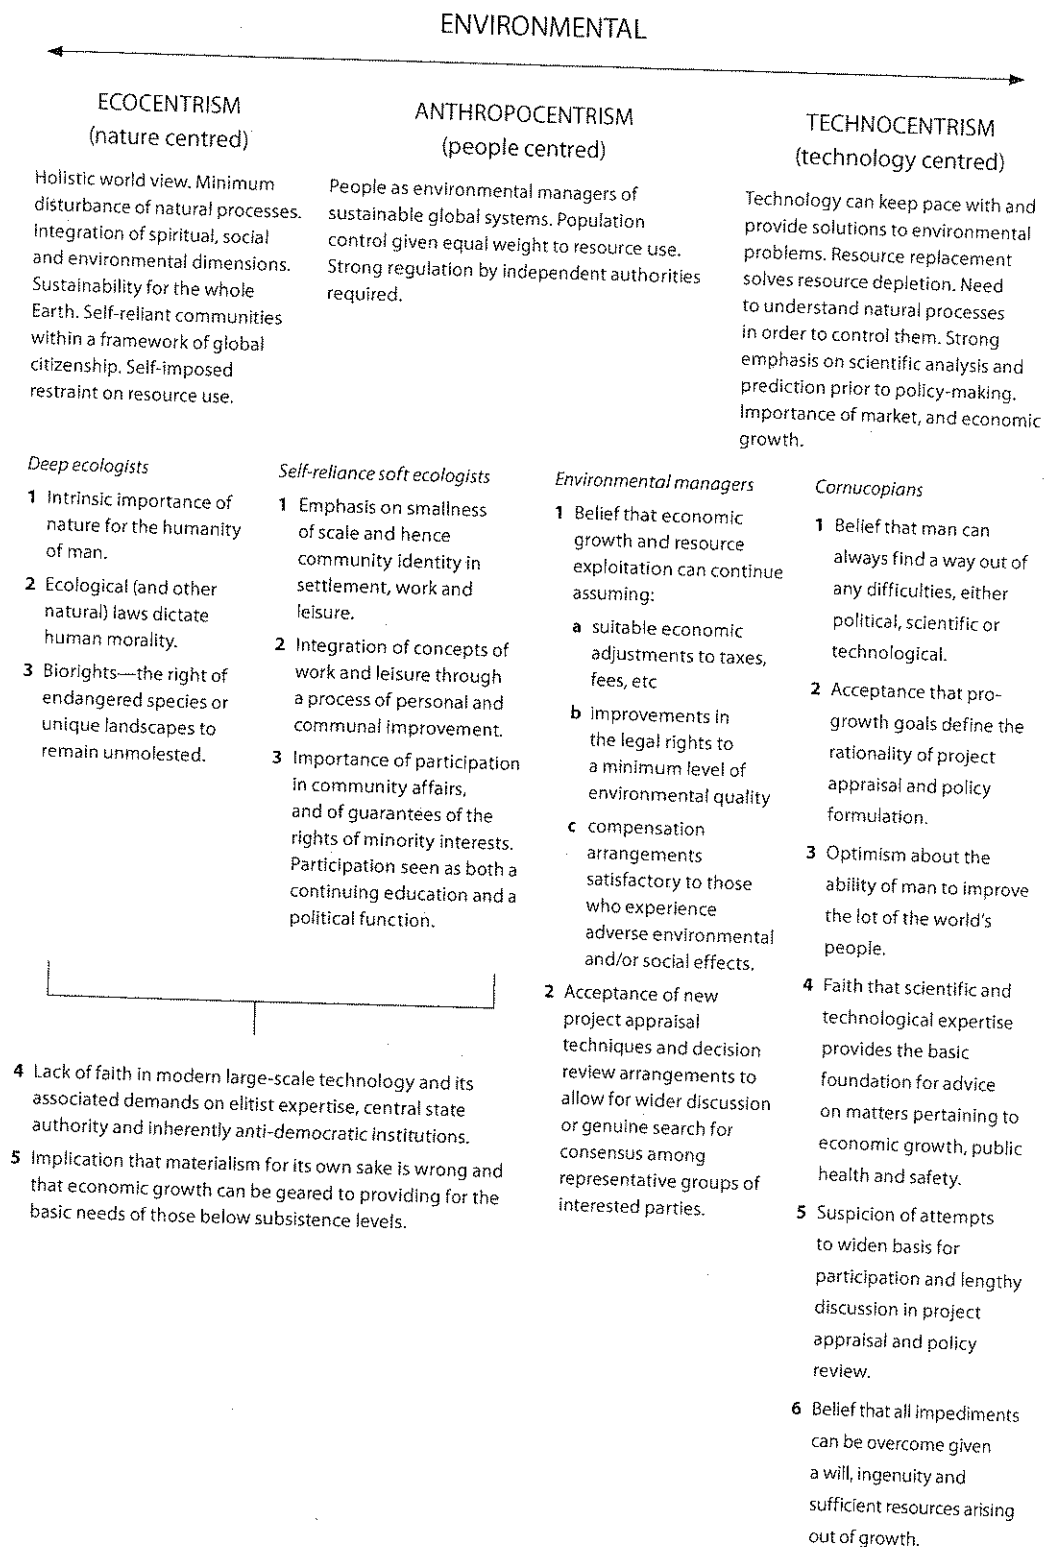 ENVIRONMENTAL
ECOCENTRISM
(nature centred)
Holistic world view. Minimum
disturbance of natural processes.
Integration of spiritual, social
and environmental dimensions.
Sustainability for the whole
Earth. Self-reliant communities
within a framework of global
citizenship. Self-imposed
restraint on resource use.
ANTHROPOCENTRISM
(people centred)
People as environmental managers of
sustainable global systems. Population
control given equal weight to resource use.
Strong regulation by independent authorities
required.
TECHNOCENTRISM
(technology centred)
Technology can keep pace with and
provide solutions to environmental
problems. Resource replacement
solves resource depletion. Need
to understand natural processes
in order to control them. Strong
emphasis on scientific analysis and
prediction prior to policy-making.
Importance of market, and economic
growth.
Deep ecologists
1 Intrinsic importance of
nature for the humanity
of man.
2 Ecological (and other
natural) laws dictate
human morality.
3 Biorights—the right of
endangered species or
unique landscapes to
remain unmolested.
Self-reliance soft ecologists
1 Emphasis on smallness
of scale and hence
community identity in
settlement, work and
leisure.
2 Integration of concepts of
work and leisure through
a process of personal and
communal improvement.
3 Importance of participation
in community affairs,
and of guarantees of the
rights of minority interests.
Participation seen as both a
continuing education and a
political function.
4 Lack of faith in modern large-scale technology and its
associated demands on elitist expertise, central state
authority and inherently anti-democratic institutions.
5 Implication that materialism for its own sake is wrong and
that economic growth can be geared to providing for the
basic needs of those below subsistence levels.
Environmental managers
1 Belief that economic
growth and resource
exploitation can continue
assuming:
a suitable economic
adjustments to taxes,
fees, etc
b improvements in
the legal rights to
a minimum level of
environmental quality
c compensation
arrangements
satisfactory to those
who experience
adverse environmental
and/or social effects.
2 Acceptance of new
project appraisal
techniques and decision
review arrangements to
allow for wider discussion
or genuine search for
consensus among
representative groups of
interested parties.
Cornucopians
1 Belief that man can
always find a way out of
any difficulties, either
political, scientific or
technological.
2 Acceptance that pro-
growth goals define the
rationality of project
appraisal and policy
formulation.
3 Optimism about the
ability of man to improve
the lot of the world's
people.
4 Faith that scientific and
technological expertise
provides the basic
foundation for advice
on matters pertaining to
economic growth, public
health and safety.
5 Suspicion of attempts
to widen basis for
participation and lengthy
discussion in project
appraisal and policy
review.
6 Belief that all impediments
can be overcome given
a will, ingenuity and
sufficient resources arising
out of growth.